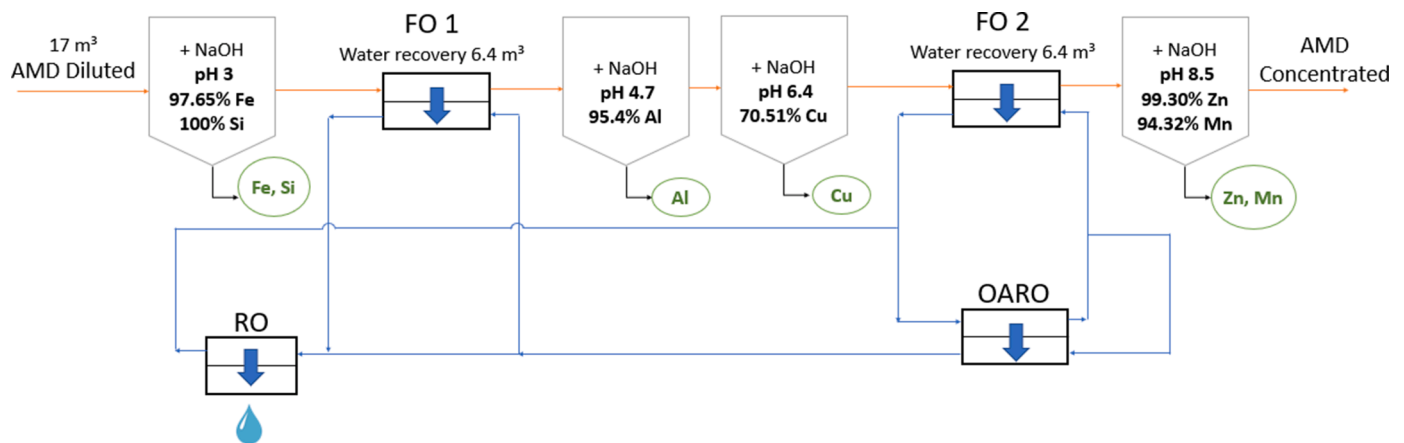 17 m³
AMD Diluted
+ NaOH
pH 3
97.65% Fe
100% Si
Fe, Si
FO 1
Water recovery 6.4 m³
+ NaOH
pH 4.7
95.4% Al
Al
+ NaOH
pH 6.4
70.51% Cu
Cu
FO 2
Water recovery 6.4 m³
+ NaOH
pH 8.5
99.30% Zn
94.32% Mn
Zn, Mn
AMD
Concentrated
RO
OARO